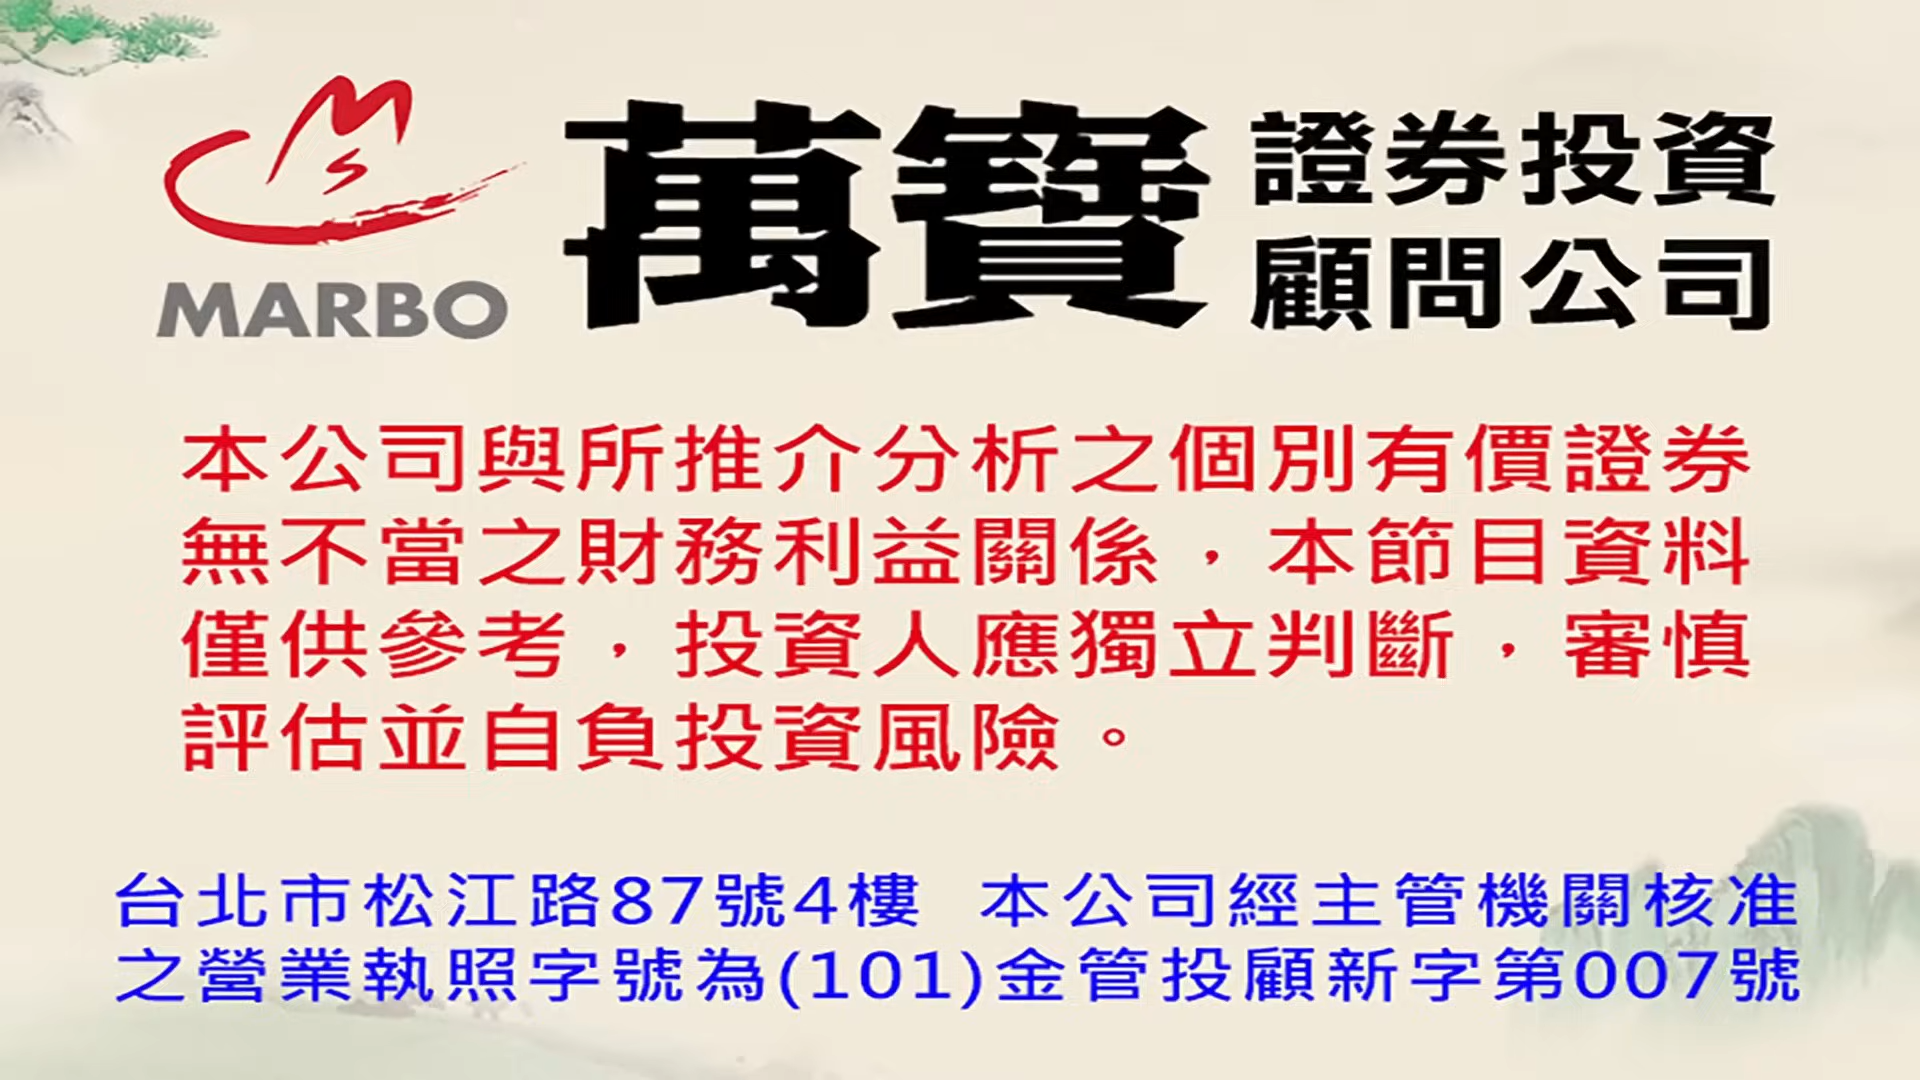 MS
MARBO
萬寶
證券投資
顧問公司
本公司與所推介分析之個別有價證券
無不當之財務利益關係，本節目資料
僅供參考，投資人應獨立判斷，審慎
評估並自負投資風險。
台北市松江路87號4樓 本公司經主管機關核准
之營業執照字號為(101)金管投顧新字第007號